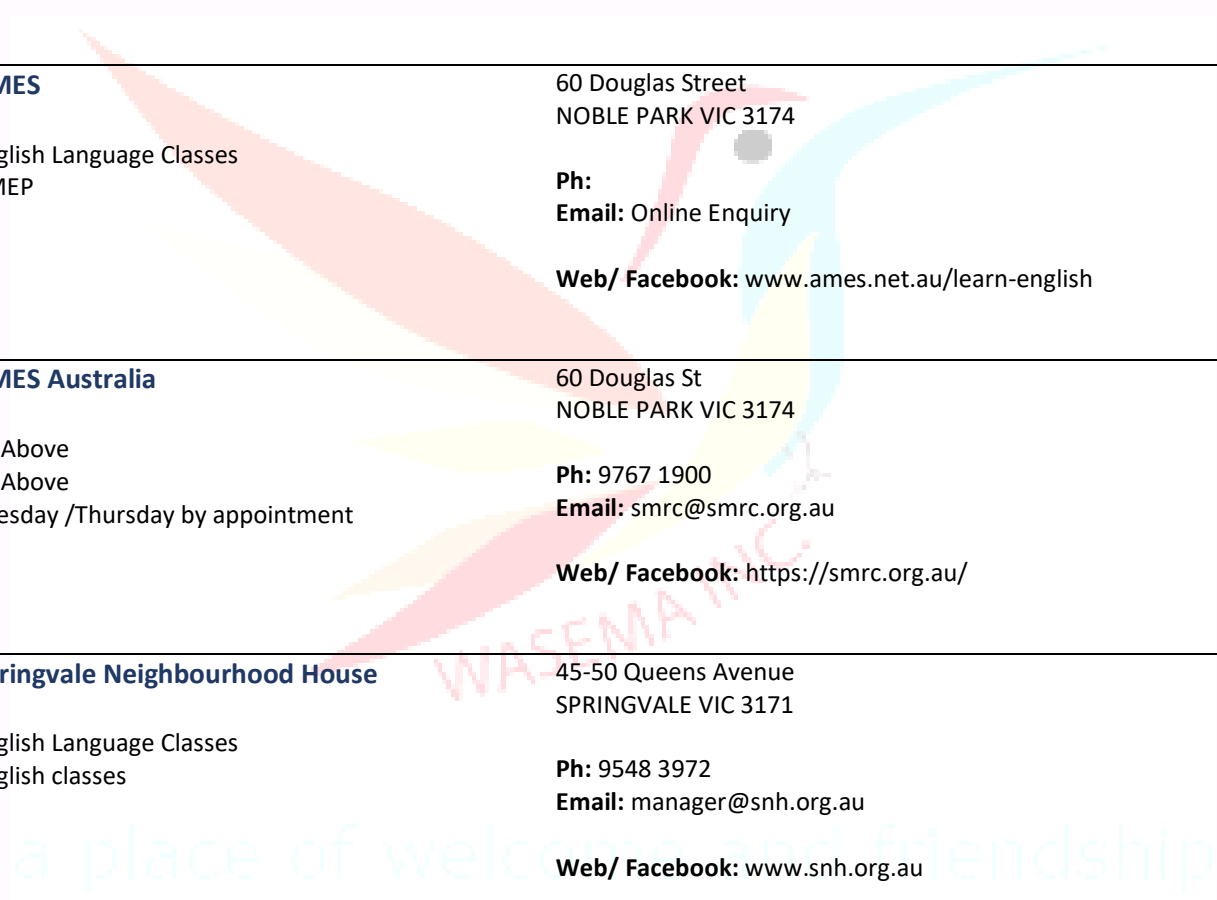 MES
60 Douglas Street
NOBLE PARK VIC 3174
glish Language Classes
MEP
Ph:
Email: Online Enquiry
Web/ Facebook: www.ames.net.au/learn-english
MES Australia
60 Douglas St
NOBLE PARK VIC 3174
Above
Above
esday /Thursday by appointment
Ph: 9767 1900
Email: smrc@smrc.org.au
Web/ Facebook: https://smrc.org.au/
WASEMA INC.
ringvale Neighbourhood House
45-50 Queens Avenue
SPRINGVALE VIC 3171
glish Language Classes
glish classes
Ph: 9548 3972
Email: manager@snh.org.au
Web/ Facebook: www.snh.org.au
a place of welcome and friendship